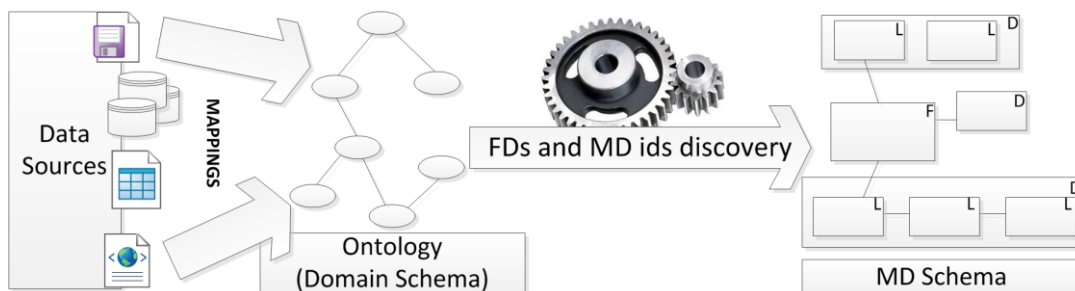 Data
Sources
MAPPINGS
Ontology
(Domain Schema)
FDs and MD ids discovery
L
L
D
F
D
D
L
L
L
MD Schema